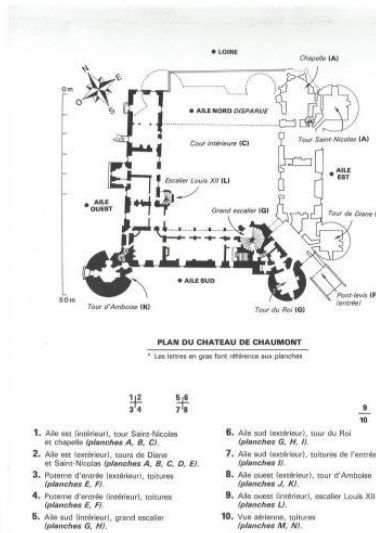 LOIRE
Chapelle (A)
N
E
O
S
0 m
AILE NORD DISPARUE
Cour intérieure (C)
Tour Saint-Nicolas (A)
Escalier Louis XII (L)
AILE
EST
AILE
OUEST
Grand escalier (G)
Tour de Diane
AILE SUD
50 m
Tour d'Amboise (K)
Tour du Roi (G)
Pont-levis (F
(entrée)
PLAN DU CHATEAU DE CHAUMONT
* Les lettres en gras font référence aux planches
1 2
3 4
5 6
7 8
9
10
1. Aile est (intérieur), tour Saint-Nicolas
et chapelle (planches A, B, C).
2. Aile est (extérieur), tours de Diane
et Saint-Nicolas (planches A, B, C, D, E).
3. Poterne d'entrée (extérieur), toitures
(planches E, F).
4. Poterne d'entrée (intérieur), toitures
(planches E, F).
5. Aile sud (intérieur), grand escalier
(planches G, H).
6. Aile sud (extérieur), tour du Roi
(planches G, H, I).
7. Aile sud (extérieur), toitures de l'entrée
(planches I).
8. Aile ouest (extérieur), tour d'Amboise
(planches J, K).
9. Aile ouest (intérieur), escalier Louis XII
(planches L).
10. Vue aérienne, toitures
(planches M, N).